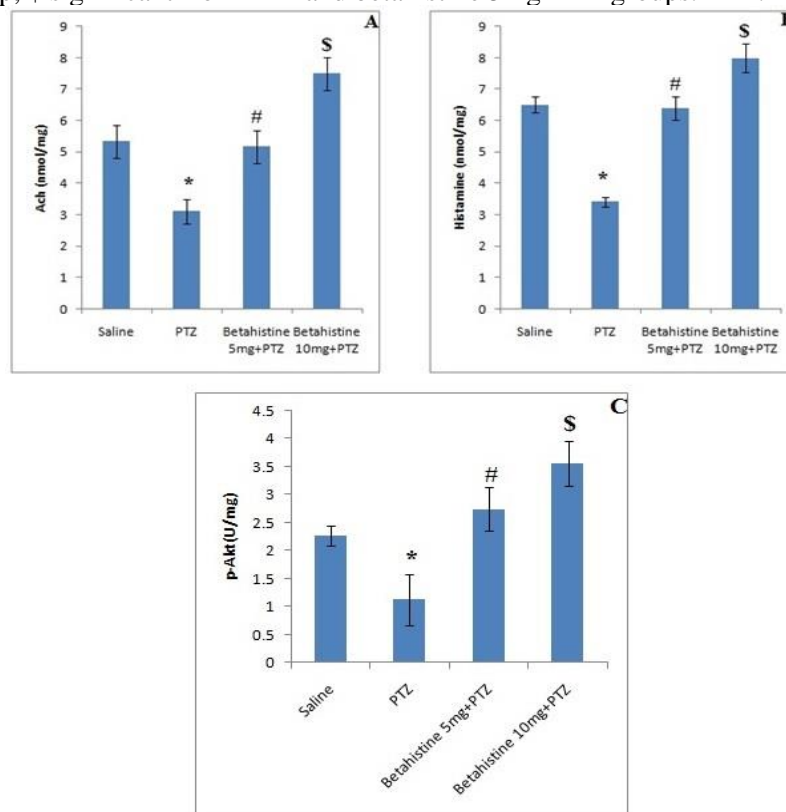 A
9
8
7
6
5
4
3
2
1
0
Ach (nmol/mg)
*
#
$
Saline
PTZ
Betahistine
5mg+PTZ
Betahistine
10mg+PTZ
9
8
7
6
5
4
3
2
1
0
Histamine (nmol/mg)
*
#
$
Saline
PTZ
Betahistine
5mg+PTZ
Betahistine
10mg+PTZ
C
4.5
4
3.5
3
2.5
2
1.5
1
0.5
0
p-Akt(U/mg)
*
#
$
Saline
PTZ
Betahistine 5mg+PTZ
Betahistine 10mg+PTZ